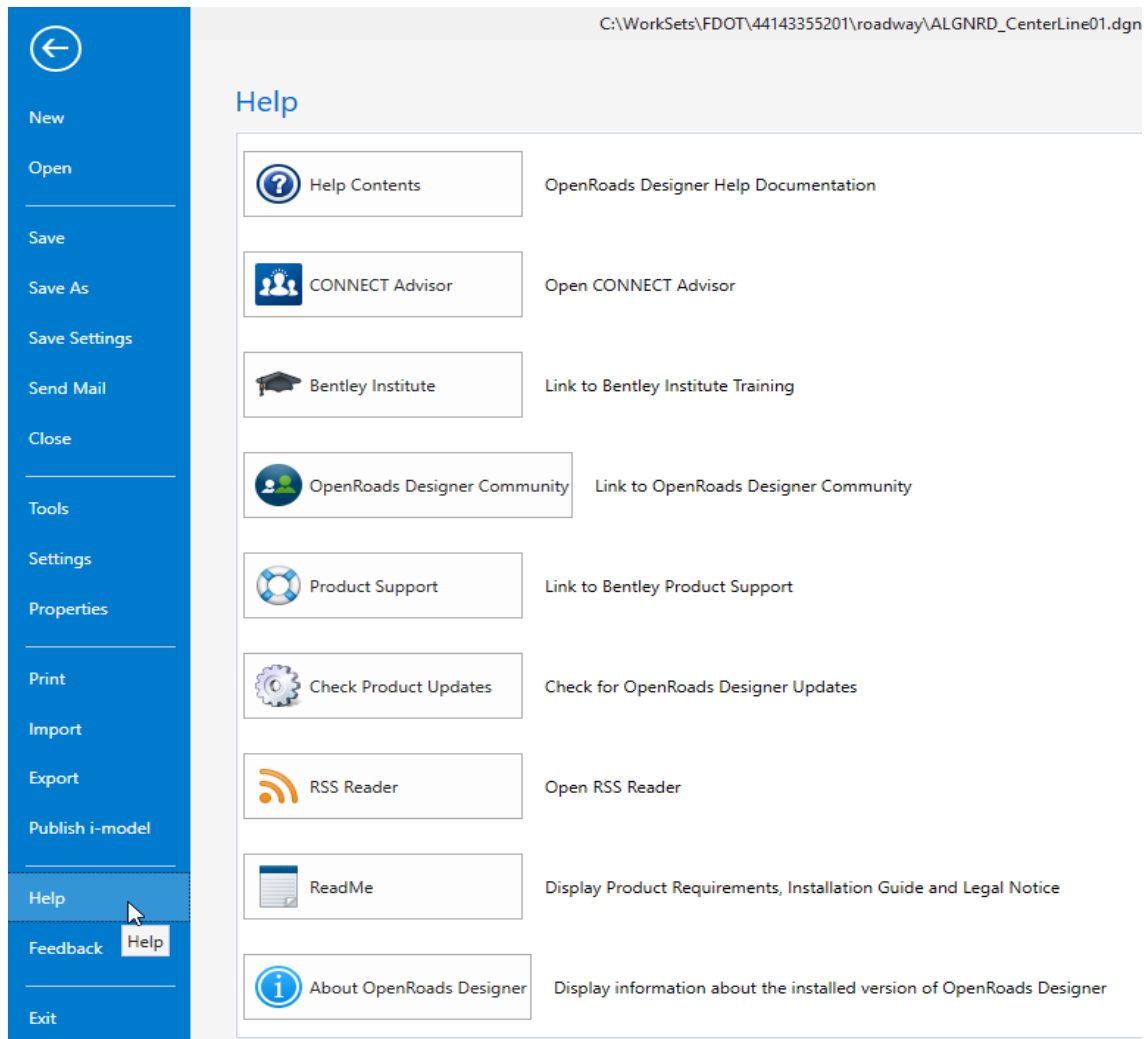 C:\WorkSets\FDOT\44143355201\roadway\ALGNRD_CenterLine01.dgn
New
Open
Save
Save As
Save Settings
Send Mail
Close
Tools
Settings
Properties
Print
Import
Export
Publish i-model
Help
Feedback
Help
Exit
Help
Help Contents OpenRoads Designer Help Documentation
CONNECT Advisor Open CONNECT Advisor
Bentley Institute Link to Bentley Institute Training
OpenRoads Designer Community Link to OpenRoads Designer Community
Product Support Link to Bentley Product Support
Check Product Updates Check for OpenRoads Designer Updates
RSS Reader Open RSS Reader
ReadMe Display Product Requirements, Installation Guide and Legal Notice
About OpenRoads Designer Display information about the installed version of OpenRoads Designer